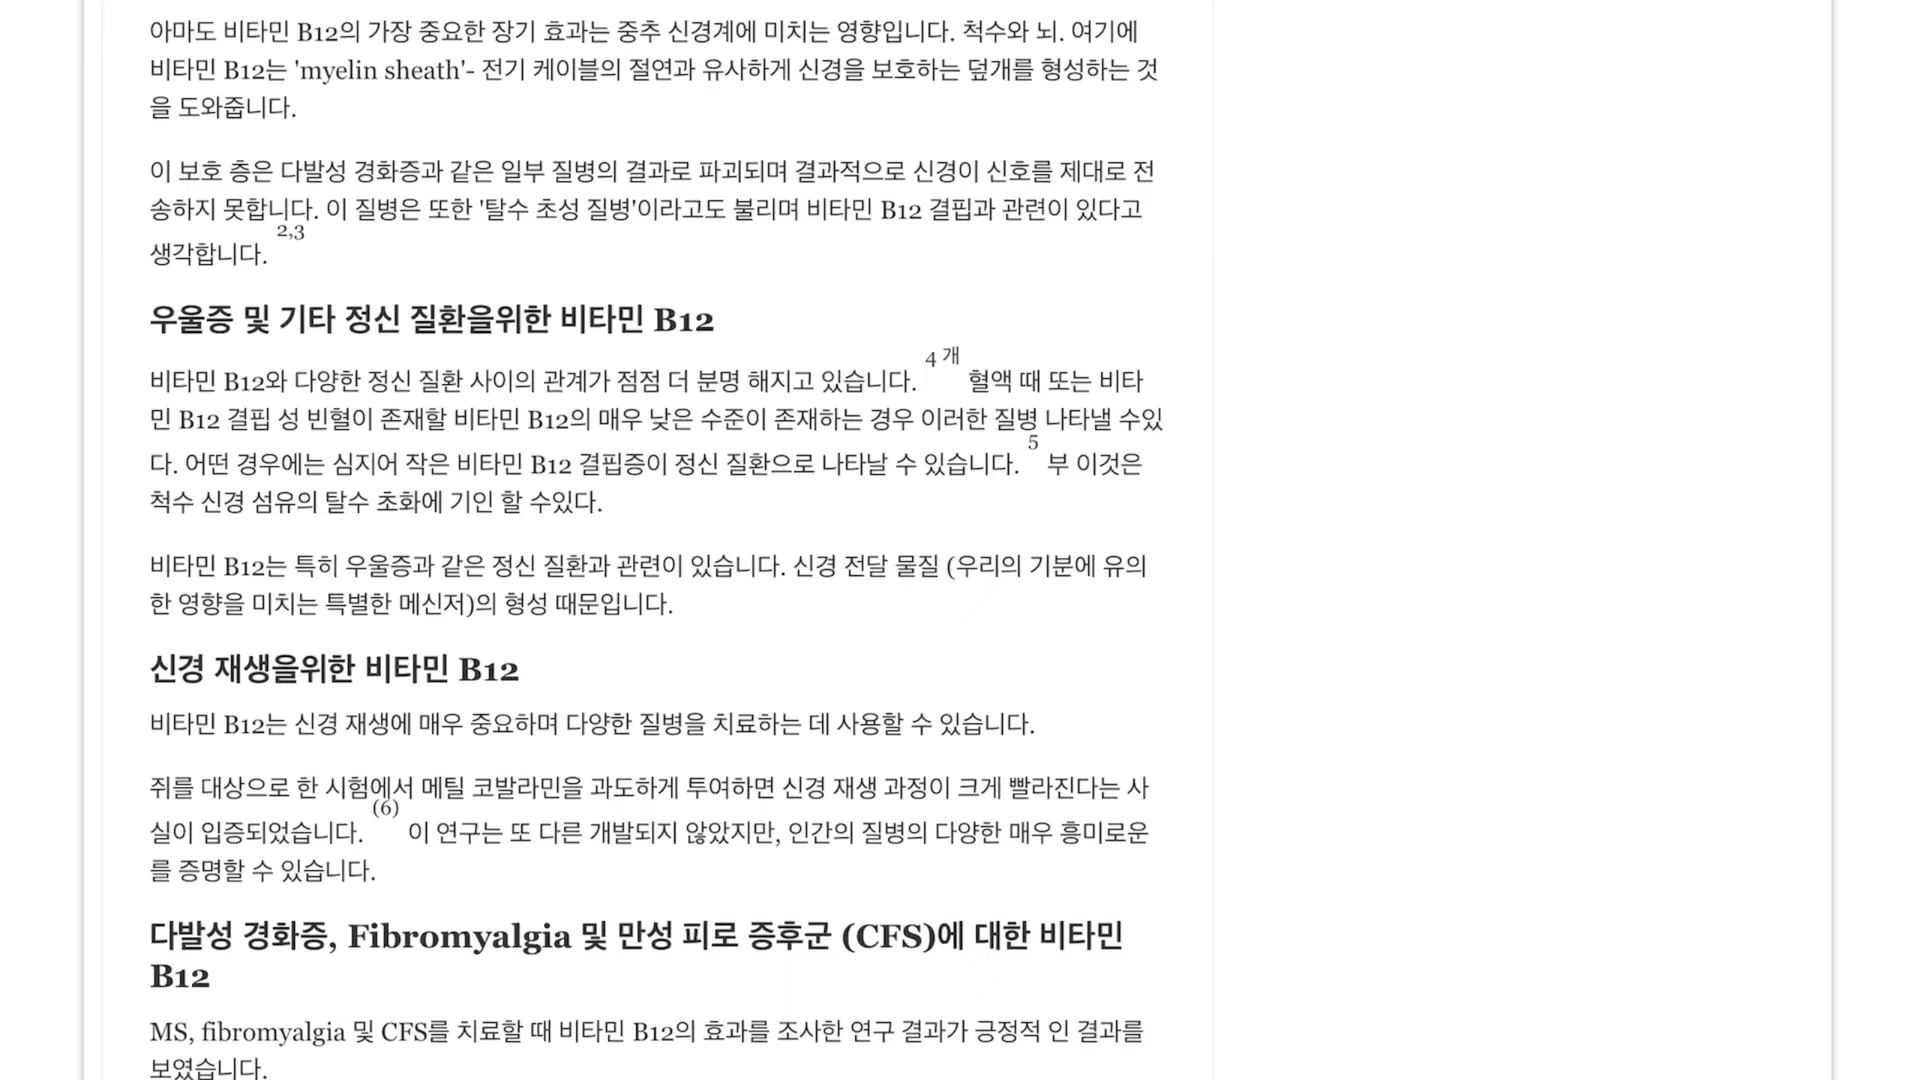 아마도 비타민 B12의 가장 중요한 장기 효과는 중추 신경계에 미치는 영향입니다. 척수와 뇌. 여기에
비타민 B12는 'myelin sheath'- 전기 케이블의 절연과 유사하게 신경을 보호하는 덮개를 형성하는 것
을 도와줍니다.
이 보호 층은 다발성 경화증과 같은 일부 질병의 결과로 파괴되며 결과적으로 신경이 신호를 제대로 전
송하지 못합니다. 이 질병은 또한 '탈수 초성 질병'이라고도 불리며 비타민 B12 결핍과 관련이 있다고
생각합니다. 2,3
우울증 및 기타 정신 질환을위한 비타민 B12
비타민 B12와 다양한 정신 질환 사이의 관계가 점점 더 분명 해지고 있습니다. 4 개 혈액 때 또는 비타
민 B12 결핍 성 빈혈이 존재할 비타민 B12의 매우 낮은 수준이 존재하는 경우 이러한 질병 나타낼 수있
다. 어떤 경우에는 심지어 작은 비타민 B12 결핍증이 정신 질환으로 나타날 수 있습니다. 5 부 이것은
척수 신경 섬유의 탈수 초화에 기인 할 수있다.
비타민 B12는 특히 우울증과 같은 정신 질환과 관련이 있습니다. 신경 전달 물질 (우리의 기분에 유의
한 영향을 미치는 특별한 메신저)의 형성 때문입니다.
신경 재생을위한 비타민 B12
비타민 B12는 신경 재생에 매우 중요하며 다양한 질병을 치료하는 데 사용할 수 있습니다.
쥐를 대상으로 한 시험에서 메틸 코발라민을 과도하게 투여하면 신경 재생 과정이 크게 빨라진다는 사
실이 입증되었습니다. (6) 이 연구는 또 다른 개발되지 않았지만, 인간의 질병의 다양한 매우 흥미로운
를 증명할 수 있습니다.
다발성 경화증, Fibromyalgia 및 만성 피로 증후군 (CFS)에 대한 비타민
B12
MS, fibromyalgia 및 CFS를 치료할 때 비타민 B12의 효과를 조사한 연구 결과가 긍정적 인 결과를
보였습니다.